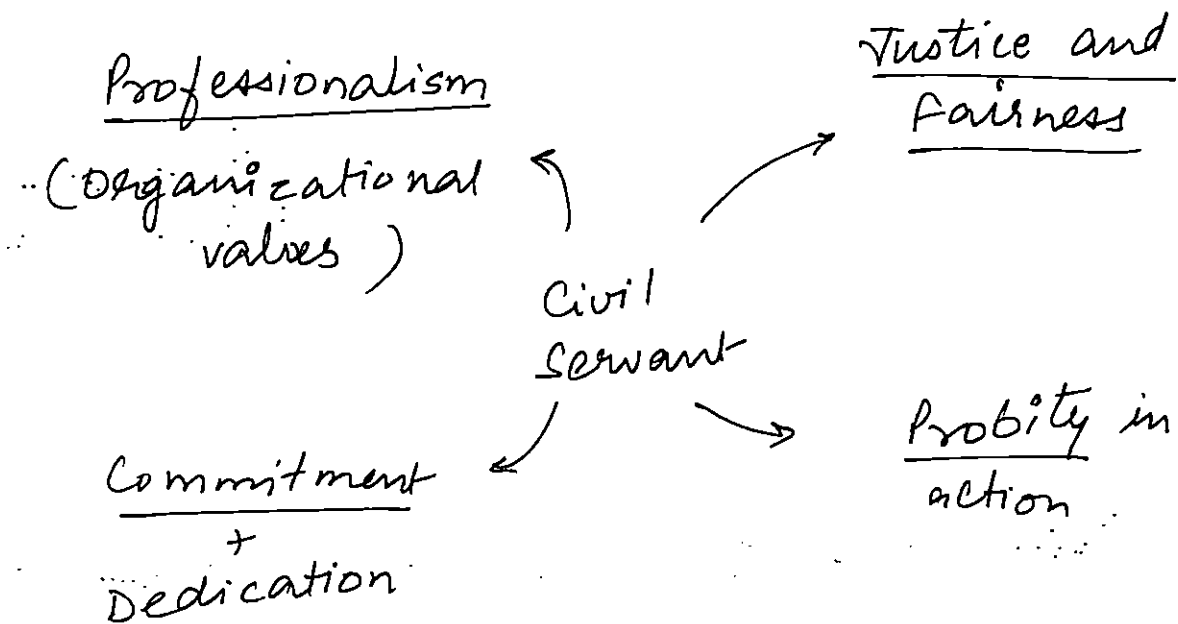 Professionalism
(Organizational
values)
Justice and
Fairness
Civil
Servant
Commitment
+
Dedication
Probity in
action